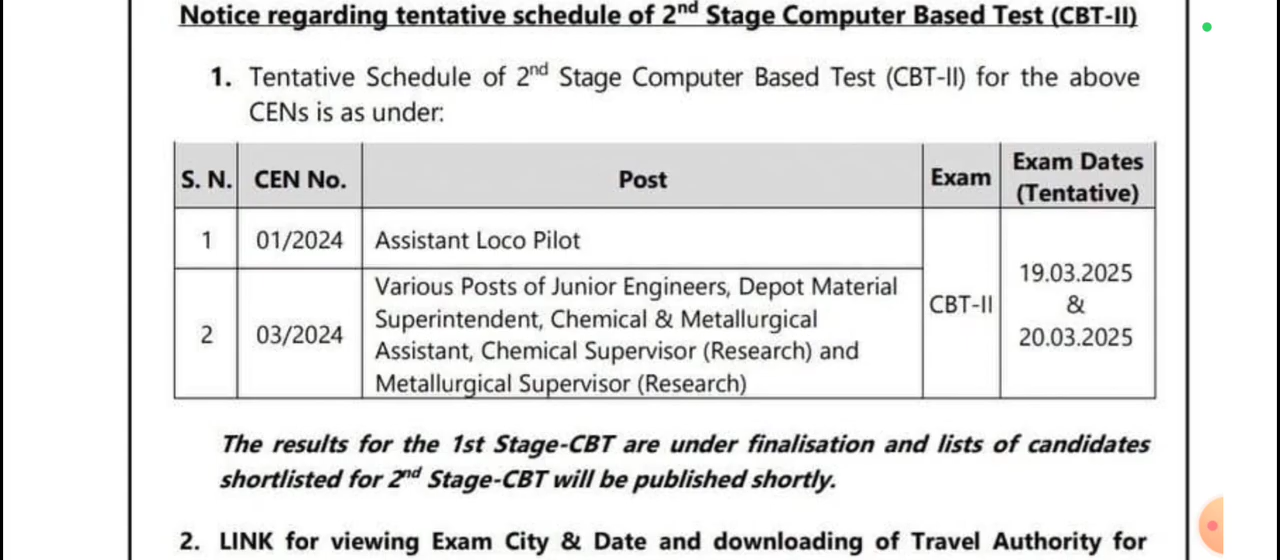 Notice regarding tentative schedule of 2nd Stage Computer Based Test (CBT-II)
1. Tentative Schedule of 2nd Stage Computer Based Test (CBT-II) for the above
CENs is as under:
S. N. CEN No. Post Exam Exam Dates (Tentative)
1 01/2024 Assistant Loco Pilot
2 03/2024 Various Posts of Junior Engineers, Depot Material
Superintendent, Chemical & Metallurgical
Assistant, Chemical Supervisor (Research) and
Metallurgical Supervisor (Research)
CBT-II
19.03.2025
&
20.03.2025
The results for the 1st Stage-CBT are under finalisation and lists of candidates
shortlisted for 2nd Stage-CBT will be published shortly.
2. LINK for viewing Exam City & Date and downloading of Travel Authority for